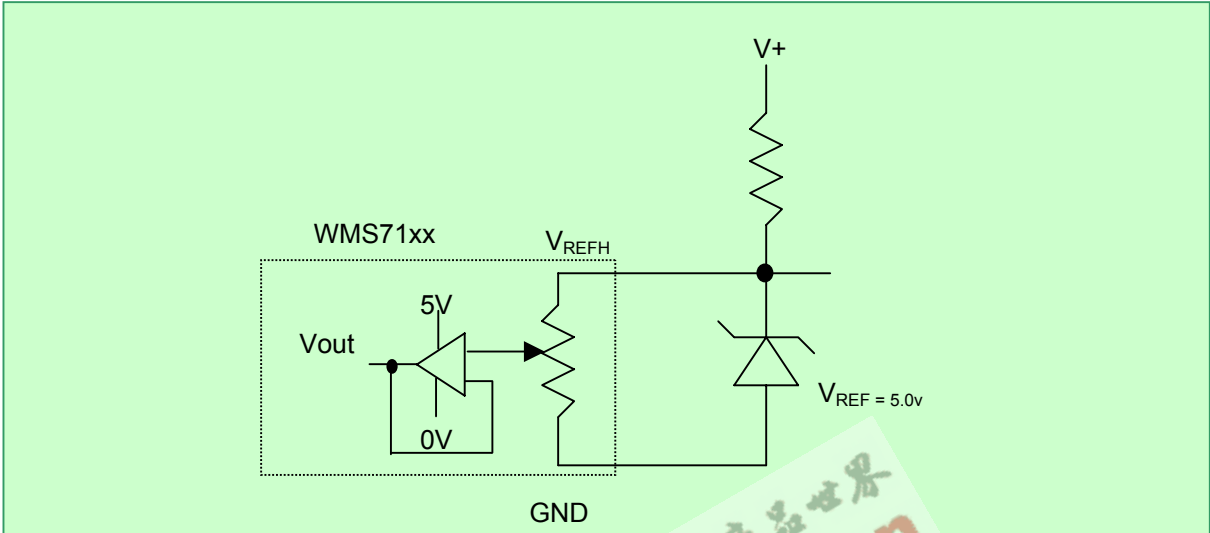 V+
WMS71xx
VREFH
5V
Vout
VREF = 5.0v
0V
GND